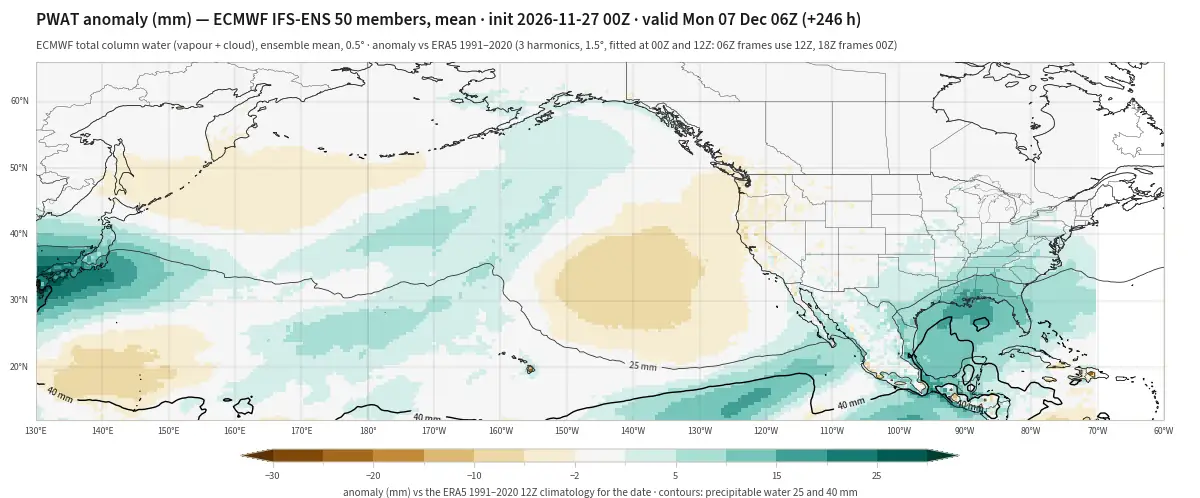 PWAT anomaly (mm) — ECMWF IFS-ENS 50 members, mean · init 2026-11-27 00Z · valid Mon 07 Dec 06Z (+246 h)
ECMWF total column water (vapour + cloud), ensemble mean, 0.5° · anomaly vs ERA5 1991–2020 (3 harmonics, 1.5°, fitted at 00Z and 12Z: 06Z frames use 12Z, 18Z frames 00Z)
60°N
50°N
40°N
30°N
25 mm
20°N
40 mm
40 mm
40 mm
40 mm
130°E 140°E 150°E 160°E 170°E 180° 170°W 160°W 150°W 140°W 130°W 120°W 110°W 100°W 90°W 80°W 70°W 60°W
−30 −20 −10 −2 5 15 25
anomaly (mm) vs the ERA5 1991–2020 12Z climatology for the date · contours: precipitable water 25 and 40 mm